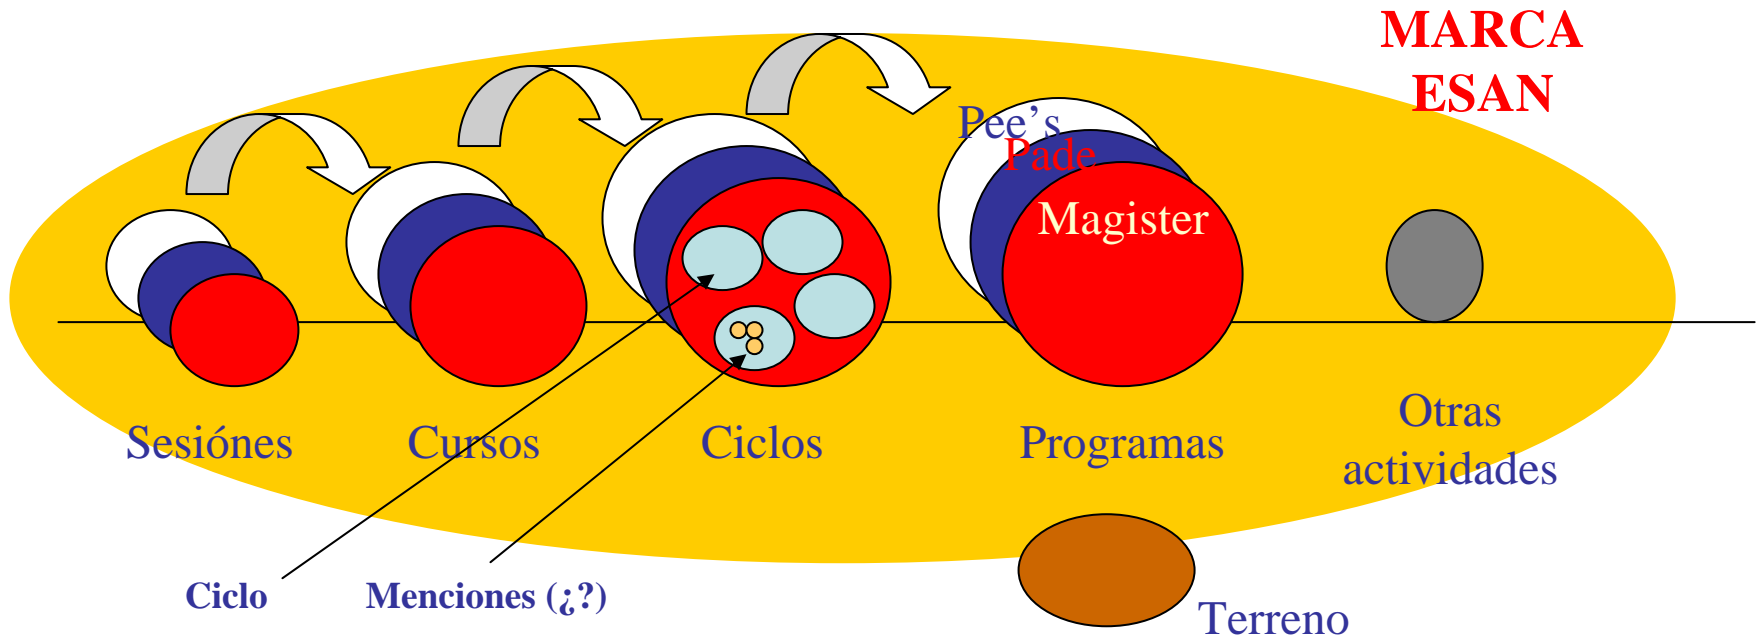 MARCA
ESAN
Pee's
Pade
Magister
Sesiónes
Cursos
Ciclos
Programas
Otras
actividades
Ciclo
Menciones (¿?)
Terreno